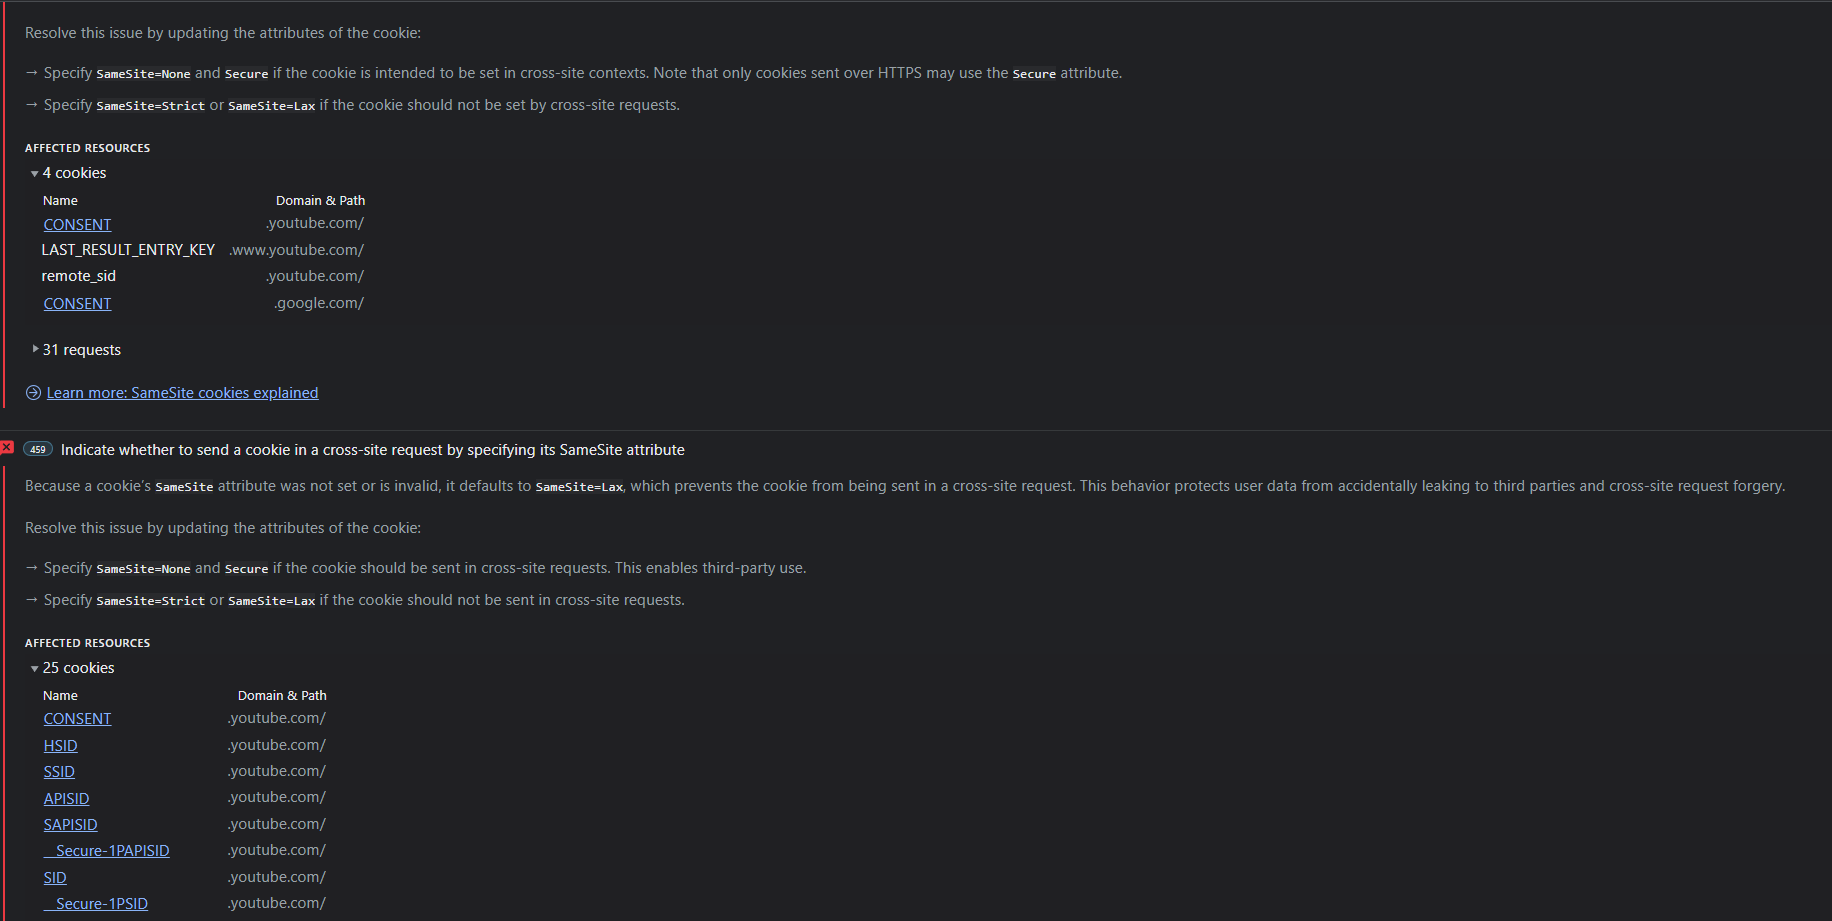 Resolve this issue by updating the attributes of the cookie:
→ Specify SameSite=None and Secure if the cookie is intended to be set in cross-site contexts. Note that only cookies sent over HTTPS may use the Secure attribute.
→ Specify SameSite=Strict or SameSite=Lax if the cookie should not be set by cross-site requests.
AFFECTED RESOURCES
4 cookies
Name Domain & Path
CONSENT .youtube.com/
LAST_RESULT_ENTRY_KEY .www.youtube.com/
remote_sid .youtube.com/
CONSENT .google.com/
31 requests
Learn more: SameSite cookies explained
459 Indicate whether to send a cookie in a cross-site request by specifying its SameSite attribute
Because a cookie's SameSite attribute was not set or is invalid, it defaults to SameSite=Lax, which prevents the cookie from being sent in a cross-site request. This behavior protects user data from accidentally leaking to third parties and cross-site request forgery.
Resolve this issue by updating the attributes of the cookie:
→ Specify SameSite=None and Secure if the cookie should be sent in cross-site requests. This enables third-party use.
→ Specify SameSite=Strict or SameSite=Lax if the cookie should not be sent in cross-site requests.
AFFECTED RESOURCES
25 cookies
Name Domain & Path
CONSENT .youtube.com/
HSID .youtube.com/
SSID .youtube.com/
APISID .youtube.com/
SAPISID .youtube.com/
__Secure-1PAPISID .youtube.com/
SID .youtube.com/
__Secure-1PSID .youtube.com/